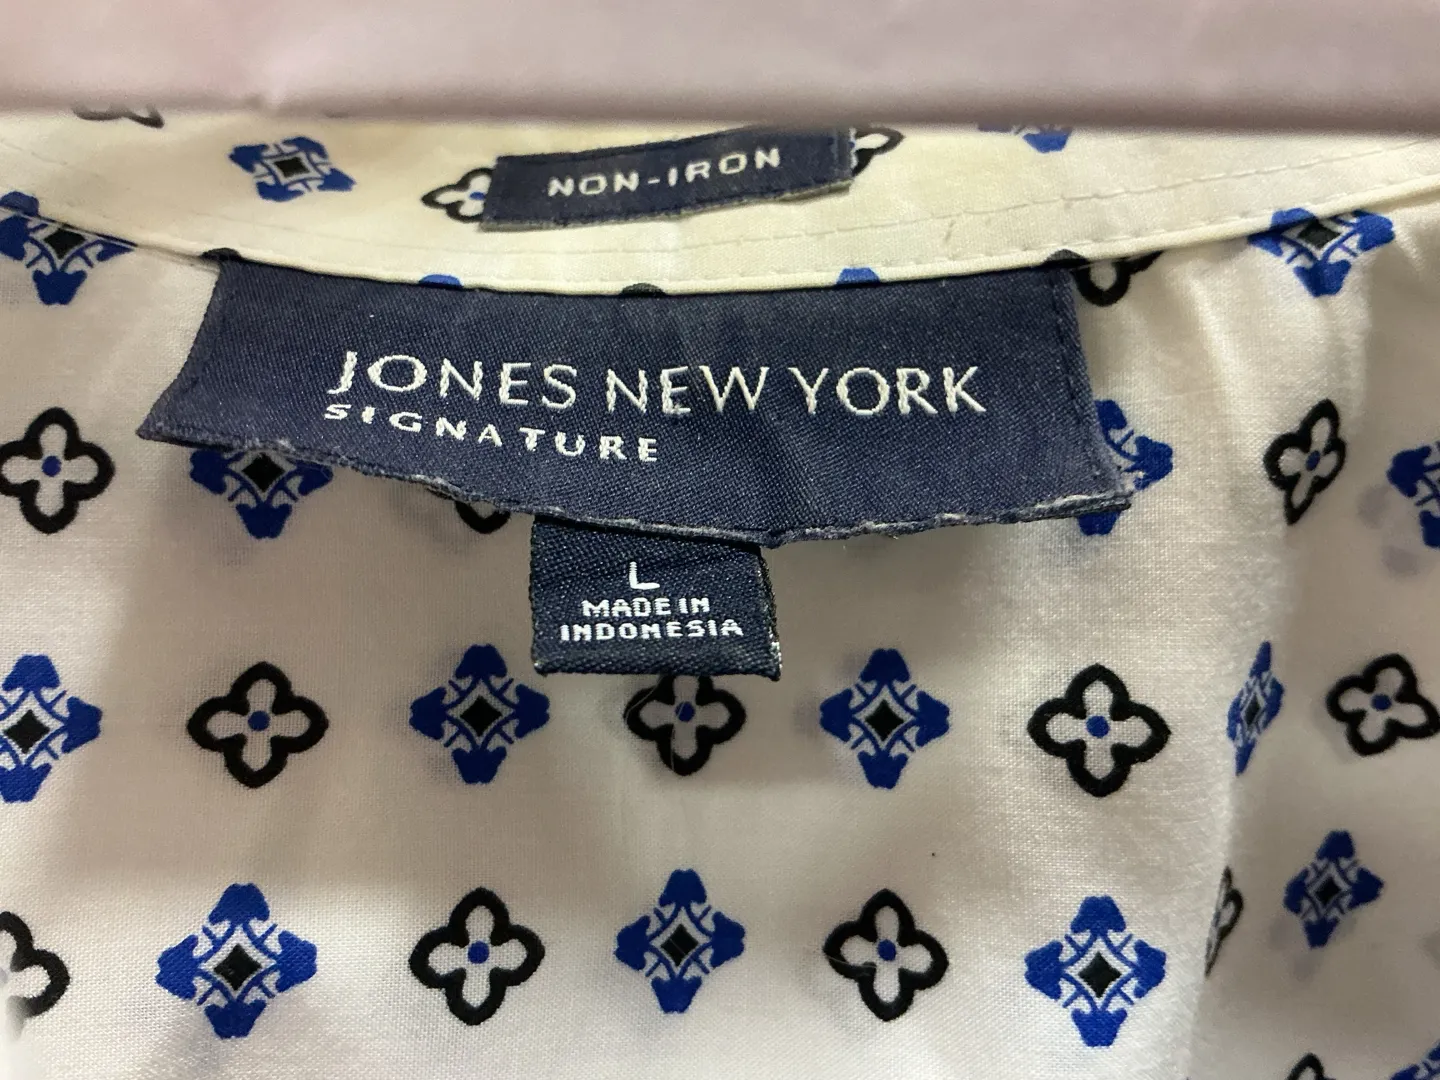 NON-IRON
JONES NEW YORK
SIGNATURE
L
MADE IN
INDONESIA